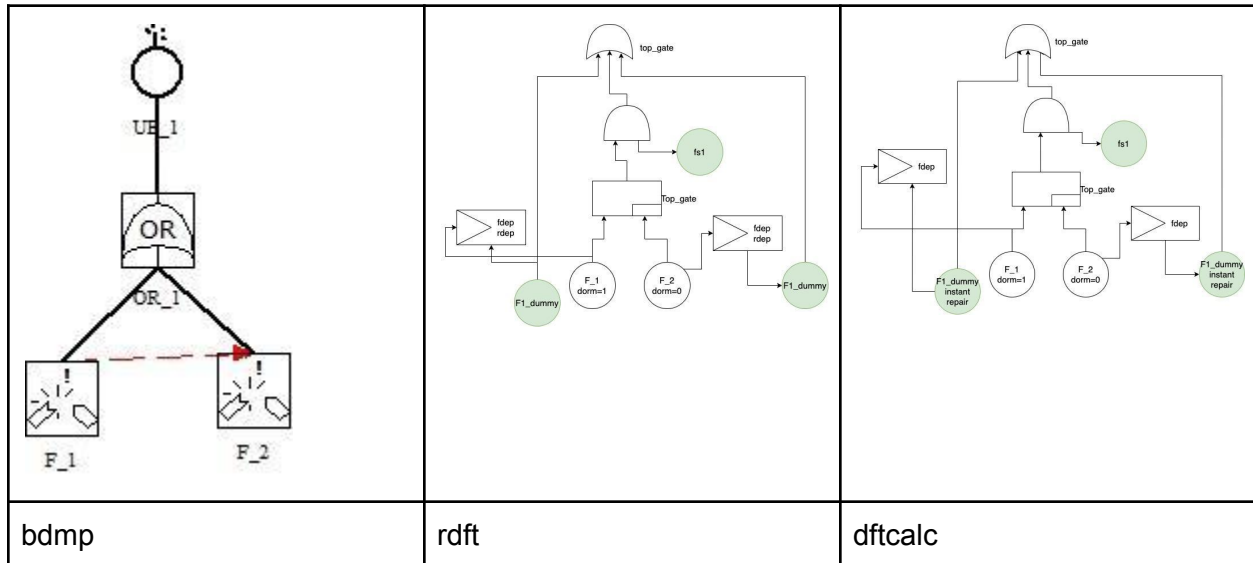 UE_1
OR
OR_1
!
!
F_1
F_2
top_gate
fs1
Top_gate
fdep
rdep
fdep
rdep
F_1
dorm=1
F_2
dorm=0
F1_dummy
F1_dummy
top_gate
fs1
fdep
Top_gate
fdep
F1_dummy
instant
repair
F_1
dorm=1
F_2
dorm=0
F1_dummy
instant
repair
bdmp
rdft
dftcalc